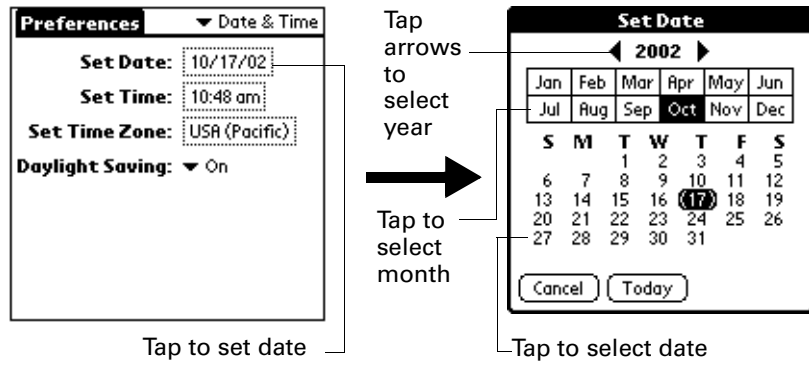 Preferences
Date & Time
Set Date: 10/17/02
Set Time: 10:48 am
Set Time Zone: USA (Pacific)
Daylight Saving: On
Tap to set date
Tap
arrows
to
select
year
Tap to
select
month
Set Date
2002
Jan Feb Mar Apr May Jun
Jul Aug Sep Oct Nov Dec
S M T W T F S
1 2 3 4 5
6 7 8 9 10 11 12
13 14 15 16 17 18 19
20 21 22 23 24 25 26
27 28 29 30 31
Cancel Today
Tap to select date